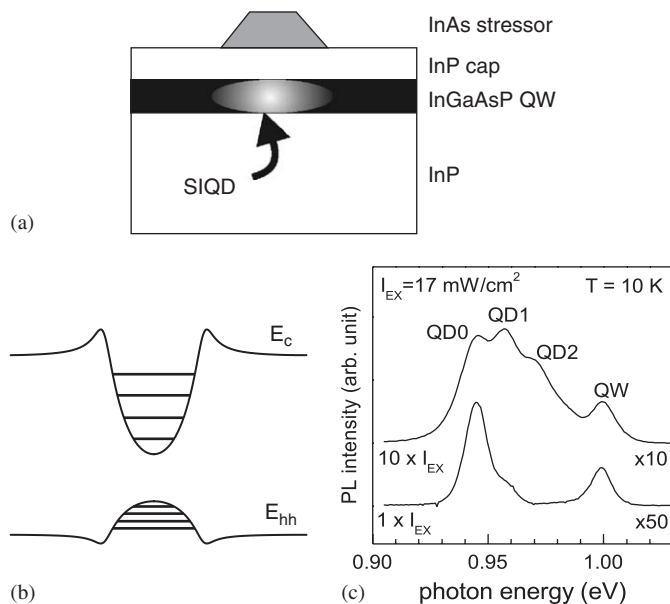 InAs stressor
InP cap
InGaAsP QW
SIQD
InP
(a)
E_c
E_hh
(b)
I_EX=17 mW/cm²
T = 10 K
QD0
QD1
QD2
QW
10 x I_EX
x10
1 x I_EX
x50
PL intensity (arb. unit)
0.90
0.95
1.00
photon energy (eV)
(c)